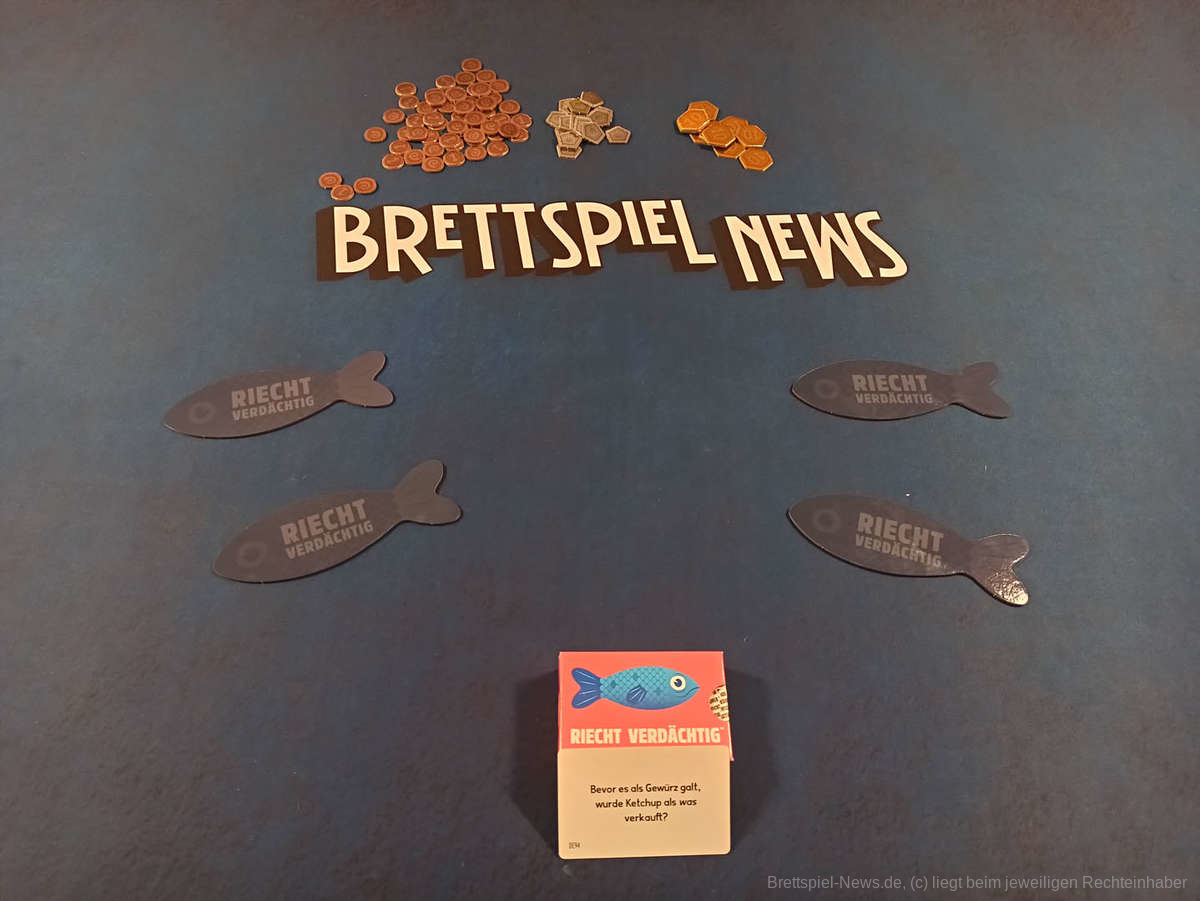 BRETTSPIEL NEWS
RIECHT
VERDÄCHTIG
RIECHT
VERDÄCHTIG
RIECHT
VERDÄCHTIG
RIECHT
VERDÄCHTIG
RIECHT VERDÄCHTIG™
Bevor es als Gewürz galt,
wurde Ketchup als was
verkauft?
Brettspiel-News.de, (c) liegt beim jeweiligen Rechteinhaber